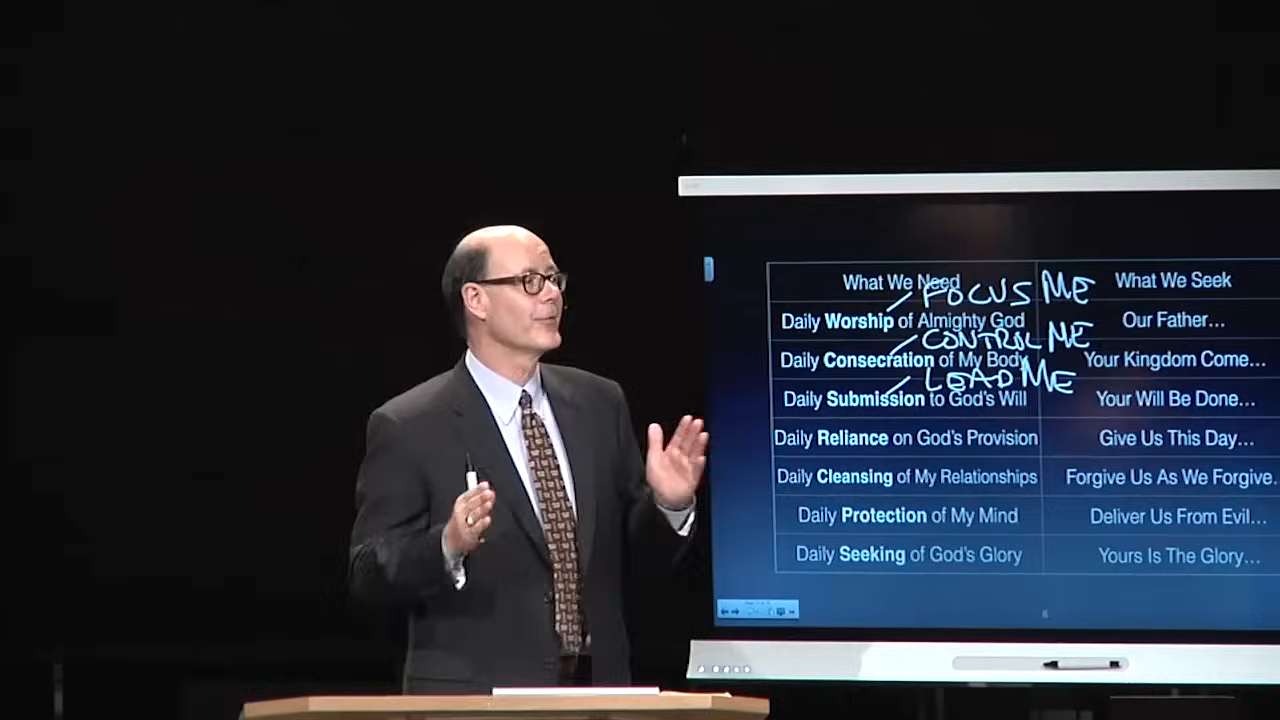 What We Need What We Seek
FOCUS ME
Daily Worship of Almighty God Our Father...
CONTROL ME
Daily Consecration of My Body Your Kingdom Come...
LEAD ME
Daily Submission to God's Will Your Will Be Done...
Daily Reliance on God's Provision Give Us This Day...
Daily Cleansing of My Relationships Forgive Us As We Forgive.
Daily Protection of My Mind Deliver Us From Evil...
Daily Seeking of God's Glory Yours Is The Glory...